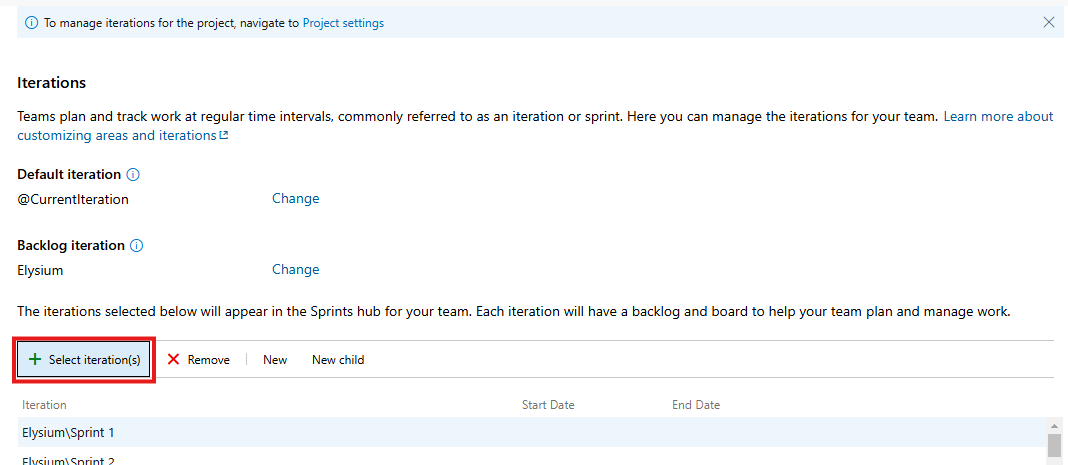 To manage iterations for the project, navigate to Project settings
Iterations
Teams plan and track work at regular time intervals, commonly referred to as an iteration or sprint. Here you can manage the iterations for your team. Learn more about
customizing areas and iterations
Default iteration
@CurrentIteration Change
Backlog iteration
Elysium Change
The iterations selected below will appear in the Sprints hub for your team. Each iteration will have a backlog and board to help your team plan and manage work.
Select iteration(s) Remove New New child
Iteration Start Date End Date
Elysium\Sprint 1
Elysium\Sprint 2